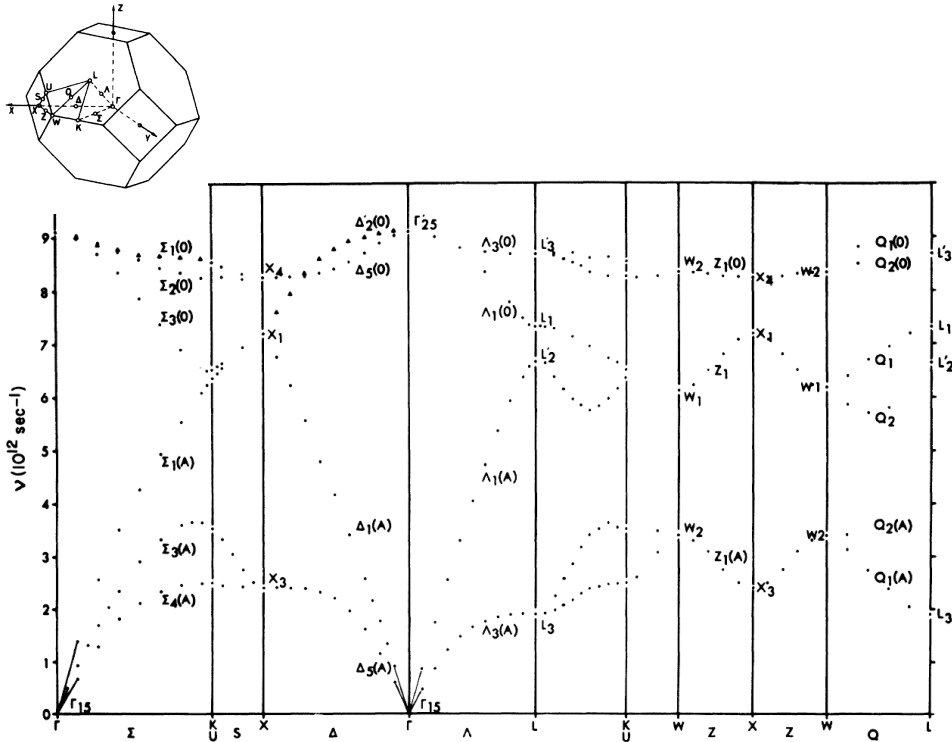 Z
U
L
S
Q
Δ
Λ
Γ
X
X
Z
W
K
Σ
Y
ν (10¹² sec⁻¹)
9
8
7
6
5
4
3
2
1
0
Σ₁(0)
Σ₂(0)
Σ₃(0)
Σ₁(A)
Σ₃(A)
Σ₄(A)
Γ₁₅
X₄
X₁
X₃
Δ'₂(0)
Δ₅(0)
Δ₁(A)
Δ₅(A)
Γ'₂₅
Γ₁₅
Λ₃(0)
Λ₁(0)
Λ₁(A)
Λ₃(A)
L'₃
L₁
L'₂
L₃
W₂
W₁
W₂
Z₁(0)
Z₁
Z₁(A)
X₄
X₁
X₃
W₂
W₁
W₂
Q₁(0)
Q₂(0)
Q₁
Q₂
Q₂(A)
Q₁(A)
L'₃
L₁
L'₂
L₃
Γ Σ K S X Δ Γ Λ L K W Z X Z W Q L
U U